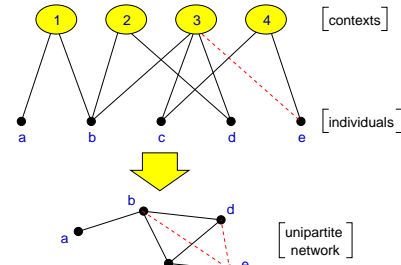 1 2 3 4 contexts
a b c d e individuals
b d
a unipartite
network
e